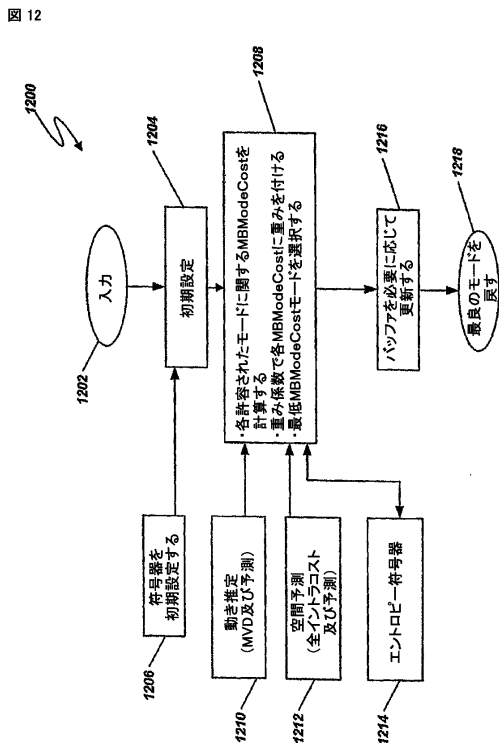 図 12
1200
入力
1202
初期設定
1204
符号器を
初期設定する
1206
・各許容されたモードに関するMBModeCostを
計算する
・重み係数で各MBModeCostに重みを付ける
・最低MBModeCostモードを選択する
1208
動き推定
(MVD及び予測)
1210
空間予測
(全イントラコスト
及び予測)
1212
エントロピー符号器
1214
バッファを必要に応じて
更新する
1216
最良のモードを
戻す
1218